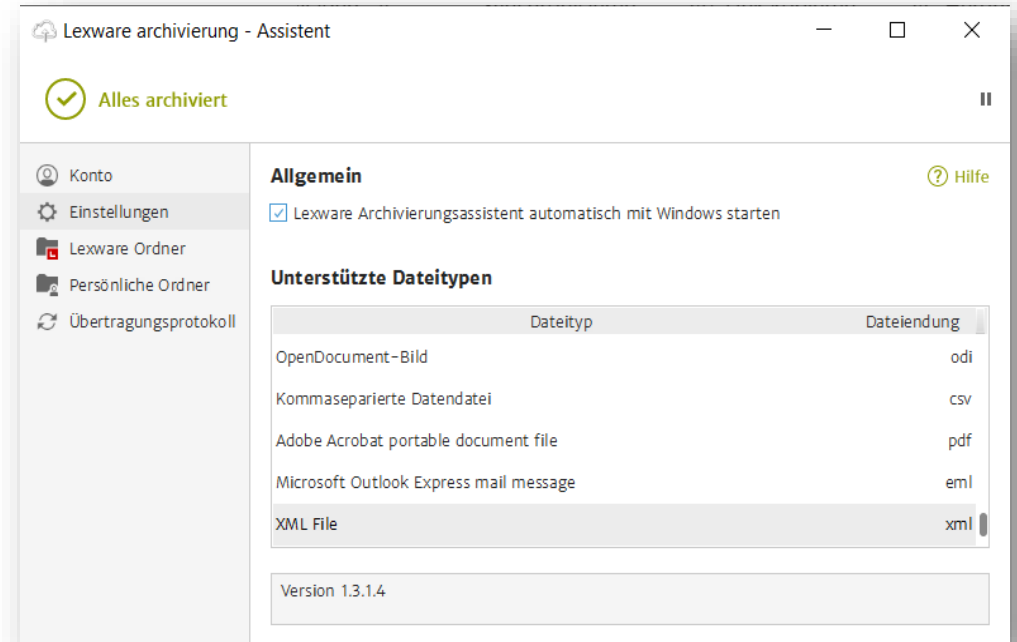 Lexware archivierung - Assistent
Alles archiviert
Konto
Einstellungen
Lexware Ordner
Persönliche Ordner
Übertragungsprotokoll
Allgemein
Hilfe
Lexware Archivierungsassistent automatisch mit Windows starten
Unterstützte Dateitypen
Dateityp Dateiendung
OpenDocument-Bild odi
Kommaseparierte Datendatei csv
Adobe Acrobat portable document file pdf
Microsoft Outlook Express mail message eml
XML File xml
Version 1.3.1.4